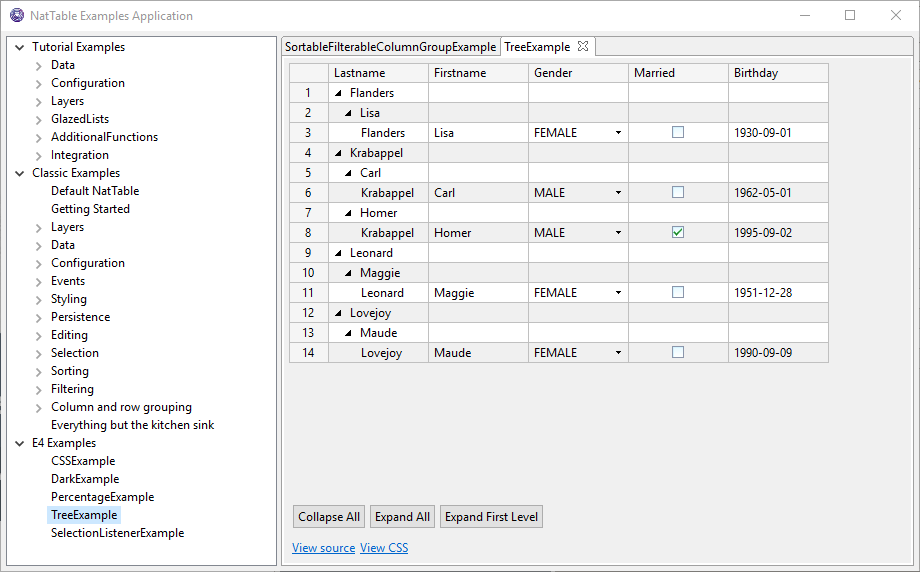 NatTable Examples Application
Tutorial Examples
Data
Configuration
Layers
GlazedLists
AdditionalFunctions
Integration
Classic Examples
Default NatTable
Getting Started
Layers
Data
Configuration
Events
Styling
Persistence
Editing
Selection
Sorting
Filtering
Column and row grouping
Everything but the kitchen sink
E4 Examples
CSSExample
DarkExample
PercentageExample
TreeExample
SelectionListenerExample
SortableFilterableColumnGroupExample TreeExample
Lastname Firstname Gender Married Birthday
1 Flanders
2 Lisa
3 Flanders Lisa FEMALE 1930-09-01
4 Krabappel
5 Carl
6 Krabappel Carl MALE 1962-05-01
7 Homer
8 Krabappel Homer MALE 1995-09-02
9 Leonard
10 Maggie
11 Leonard Maggie FEMALE 1951-12-28
12 Lovejoy
13 Maude
14 Lovejoy Maude FEMALE 1990-09-09
Collapse All Expand All Expand First Level
View source View CSS